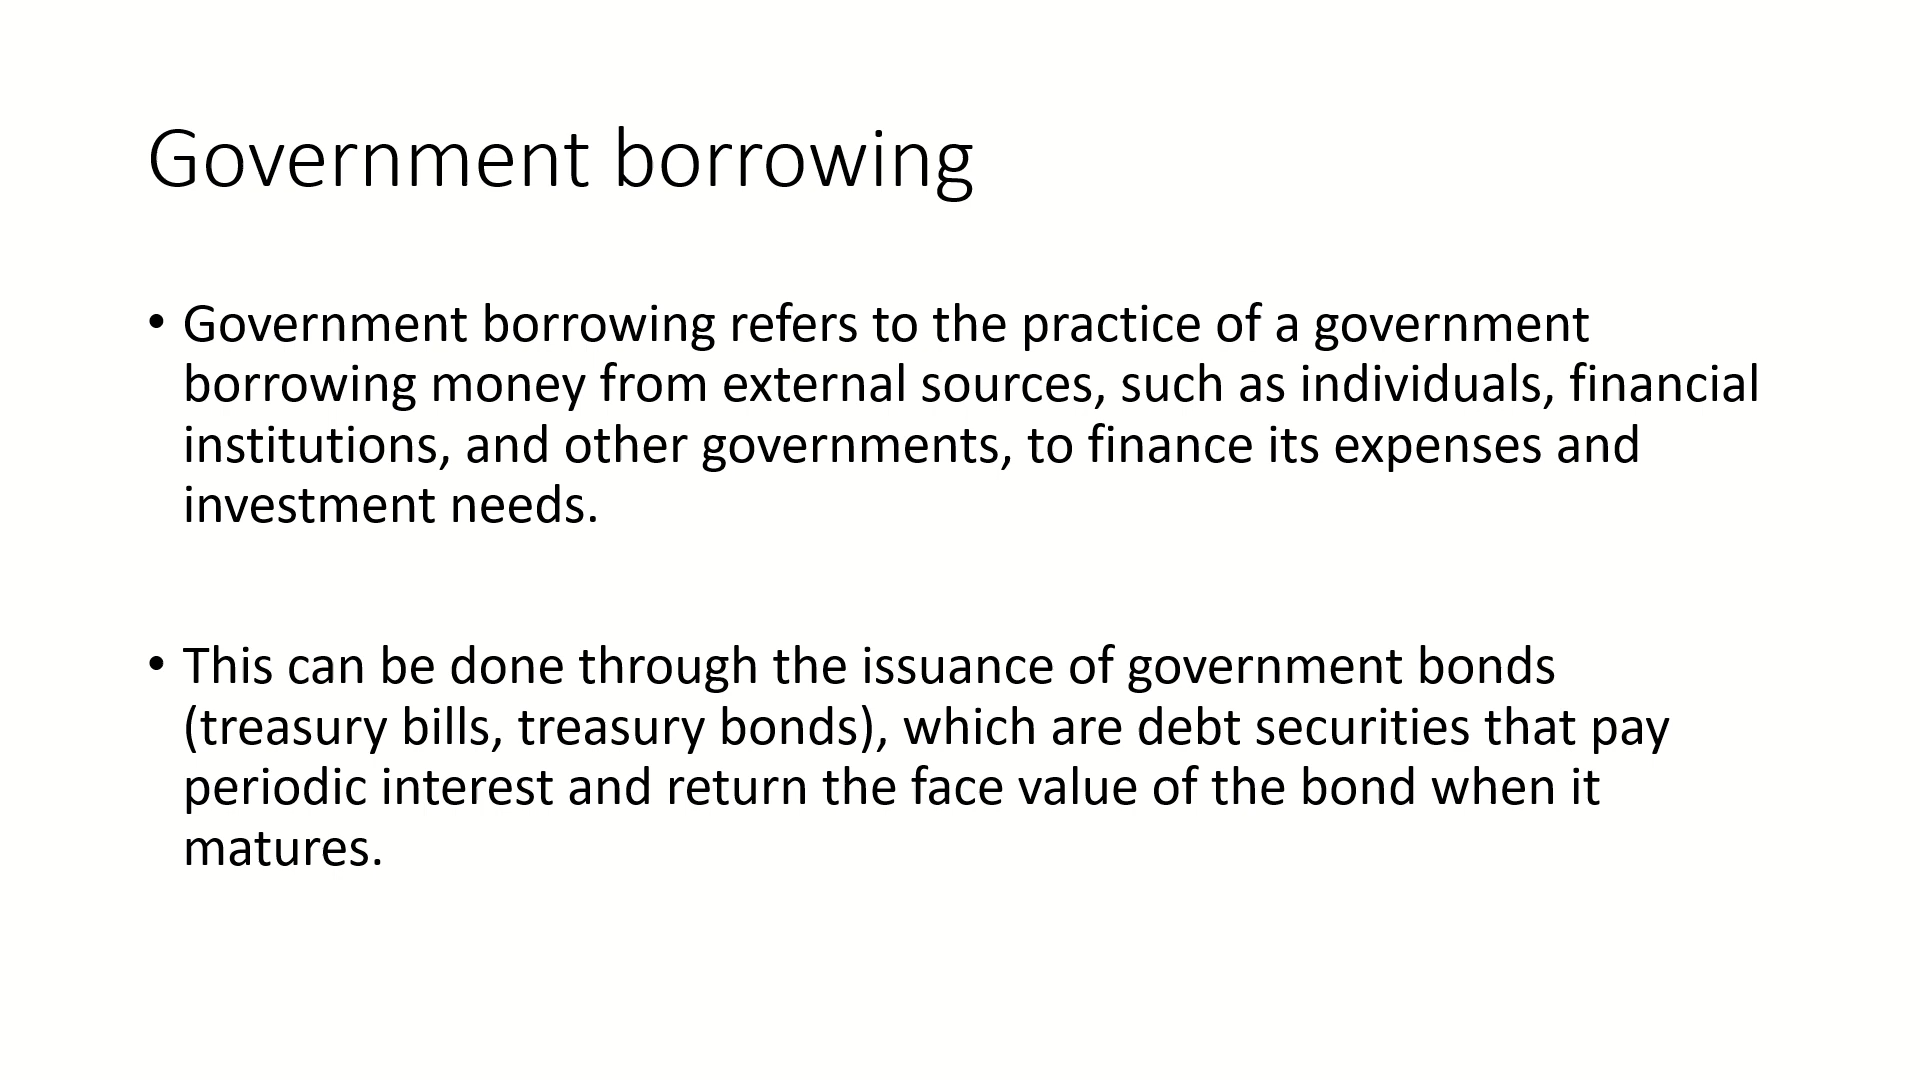 Government borrowing
• Government borrowing refers to the practice of a government
borrowing money from external sources, such as individuals, financial
institutions, and other governments, to finance its expenses and
investment needs.
• This can be done through the issuance of government bonds
(treasury bills, treasury bonds), which are debt securities that pay
periodic interest and return the face value of the bond when it
matures.